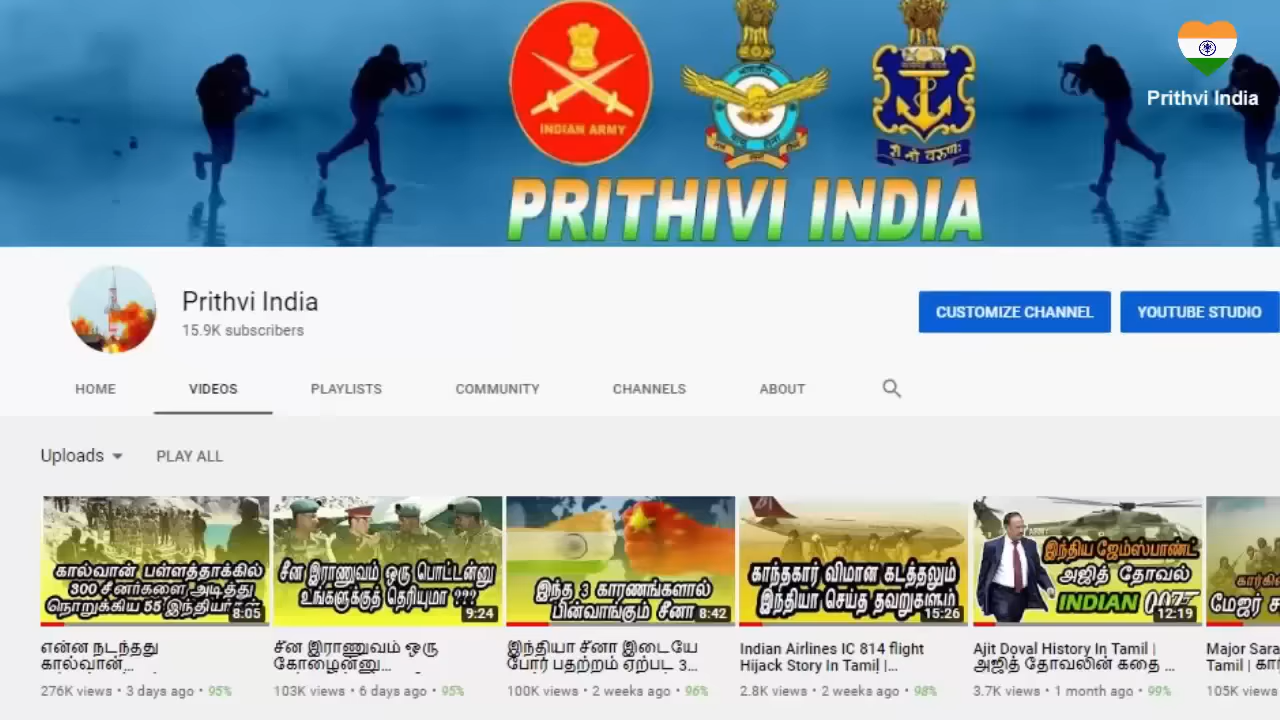 INDIAN ARMY
Prithvi India
PRITHIVI INDIA
Prithvi India
15.9K subscribers
CUSTOMIZE CHANNEL
YOUTUBE STUDIO
HOME
VIDEOS
PLAYLISTS
COMMUNITY
CHANNELS
ABOUT
Uploads
PLAY ALL
கால்வான் பள்ளத்தாக்கில்
300 சீனர்களை அடித்து
நொறுக்கிய 55
8:05
என்ன நடந்தது
கால்வான்...
276K views • 3 days ago • 95%
சீன இராணுவம் ஒரு பொட்டன்னு
உங்களுக்குத் தெரியுமா ???
9:24
சீன இராணுவம் ஒரு
கோழைன்னு...
103K views • 6 days ago • 95%
இந்த 3 காரணங்களால்
பின்வாங்கும் சீனா
8:42
இந்தியா சீனா இடையே
போர் பதற்றம் ஏற்பட 3...
100K views • 2 weeks ago • 96%
காந்தகார் விமான கடத்தலும்
இந்தியா செய்த தவறுகளும்
15:26
Indian Airlines IC 814 flight
Hijack Story In Tamil |...
2.8K views • 2 weeks ago • 98%
இந்திய ஜேம்ஸ்பாண்ட்
அஜித் தோவல்
INDIAN 007
12:19
Ajit Doval History In Tamil |
அஜித் தோவலின் கதை ...
3.7K views • 1 month ago • 99%
மேஜர்
Major Sara
Tamil |
105K views